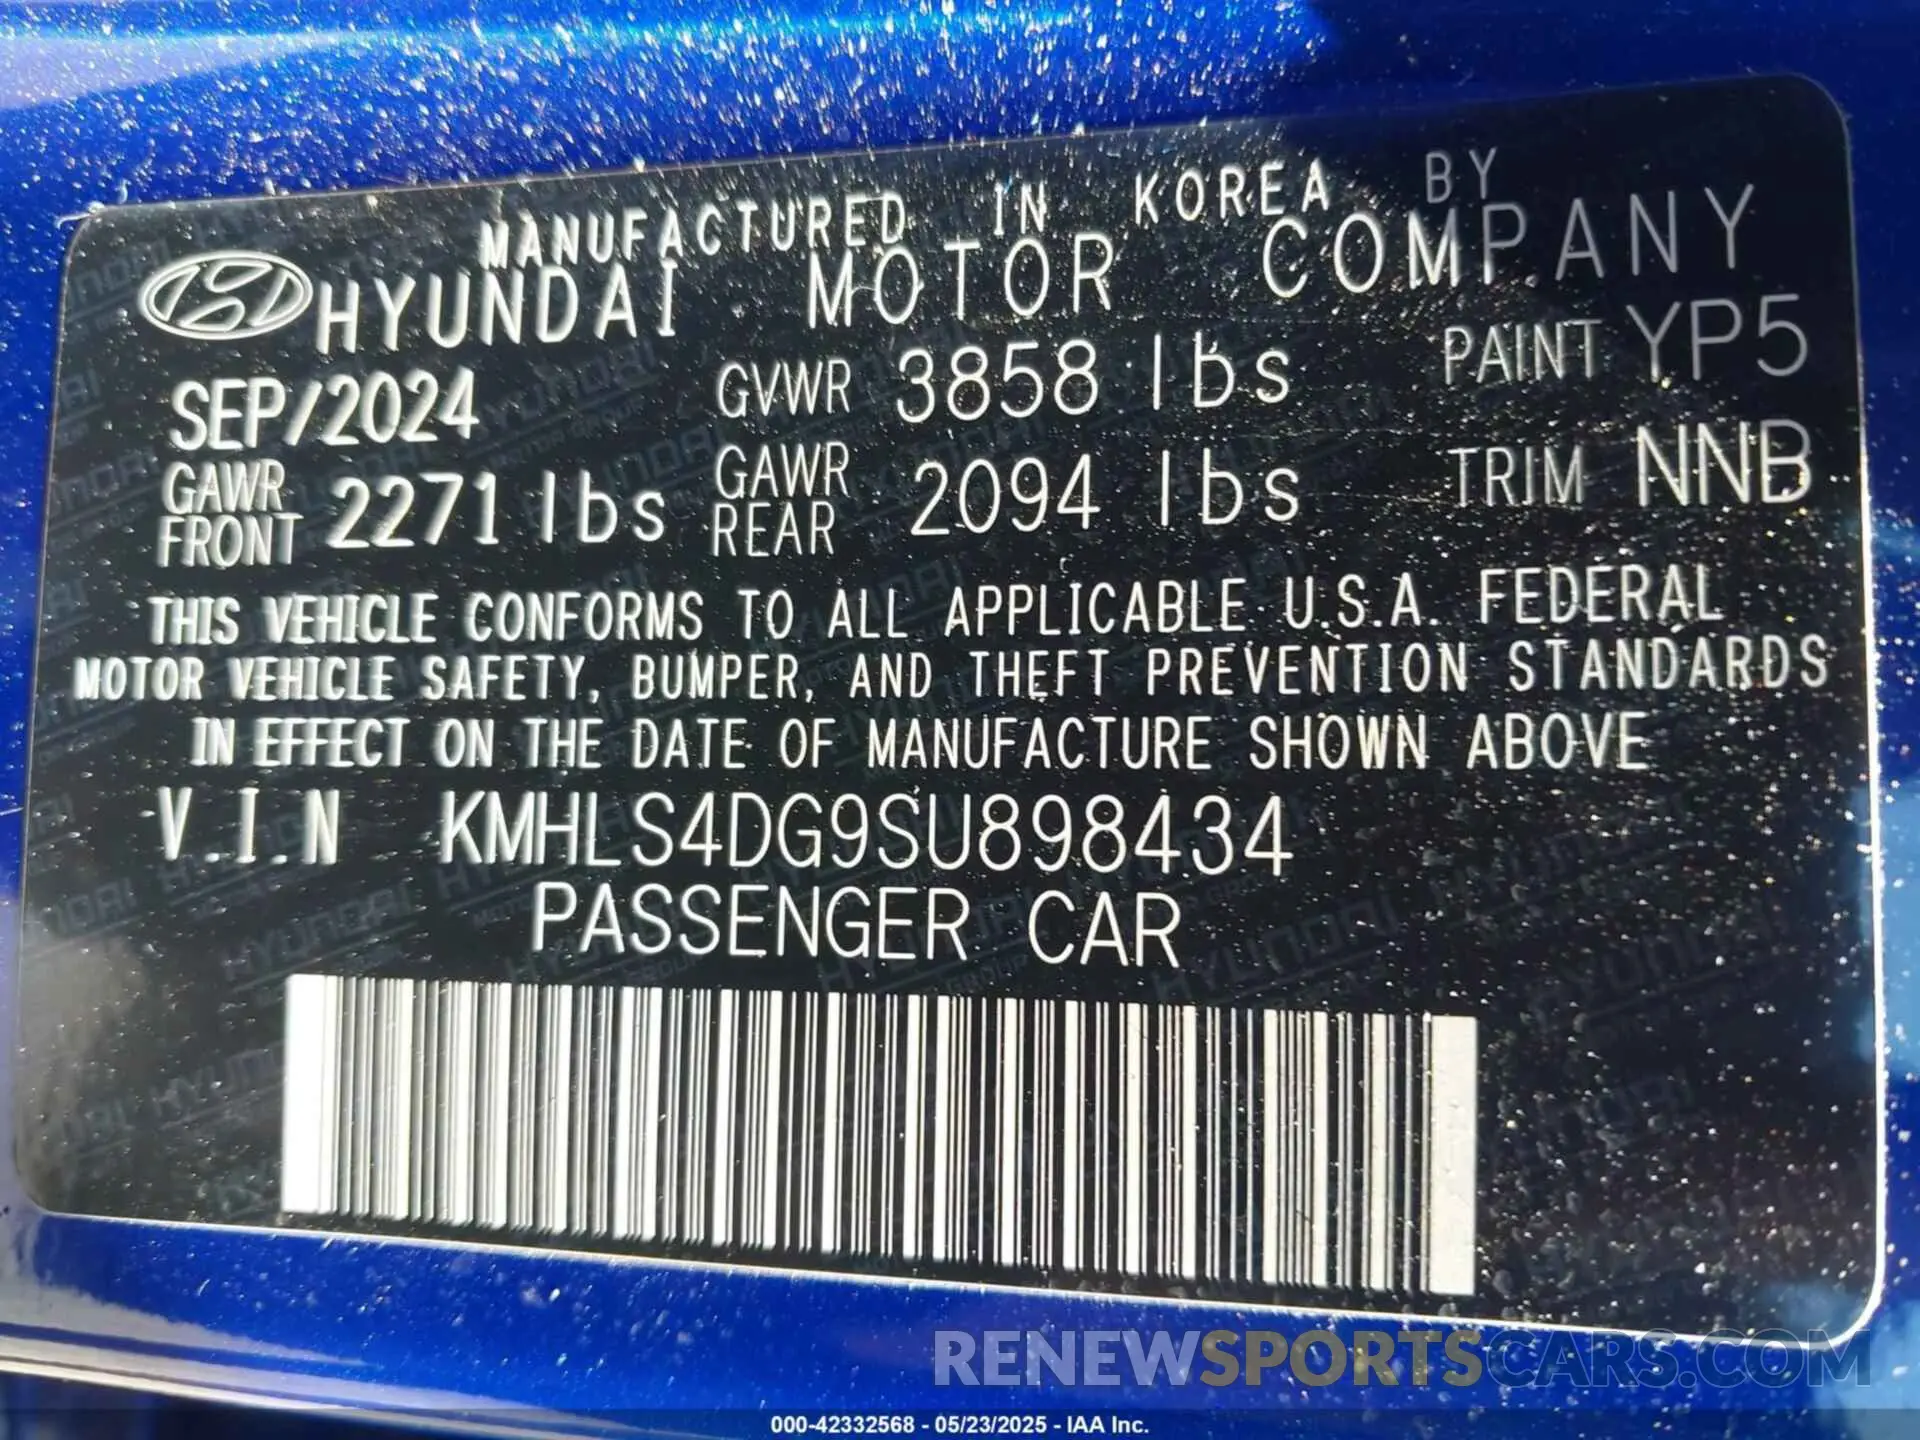 MANUFACTURED IN KOREA BY
HYUNDAI MOTOR COMPANY
SEP/2024 GVWR 3858 lbs PAINT YP5
GAWR FRONT 2271 lbs GAWR REAR 2094 lbs TRIM NNB
THIS VEHICLE CONFORMS TO ALL APPLICABLE U.S.A. FEDERAL
MOTOR VEHICLE SAFETY, BUMPER, AND THEFT PREVENTION STANDARDS
IN EFFECT ON THE DATE OF MANUFACTURE SHOWN ABOVE
V.I.N KMHLS4DG9SU898434
PASSENGER CAR
RENEWSPORTSCARS.COM
000-42332568 - 05/23/2025 - IAA Inc.